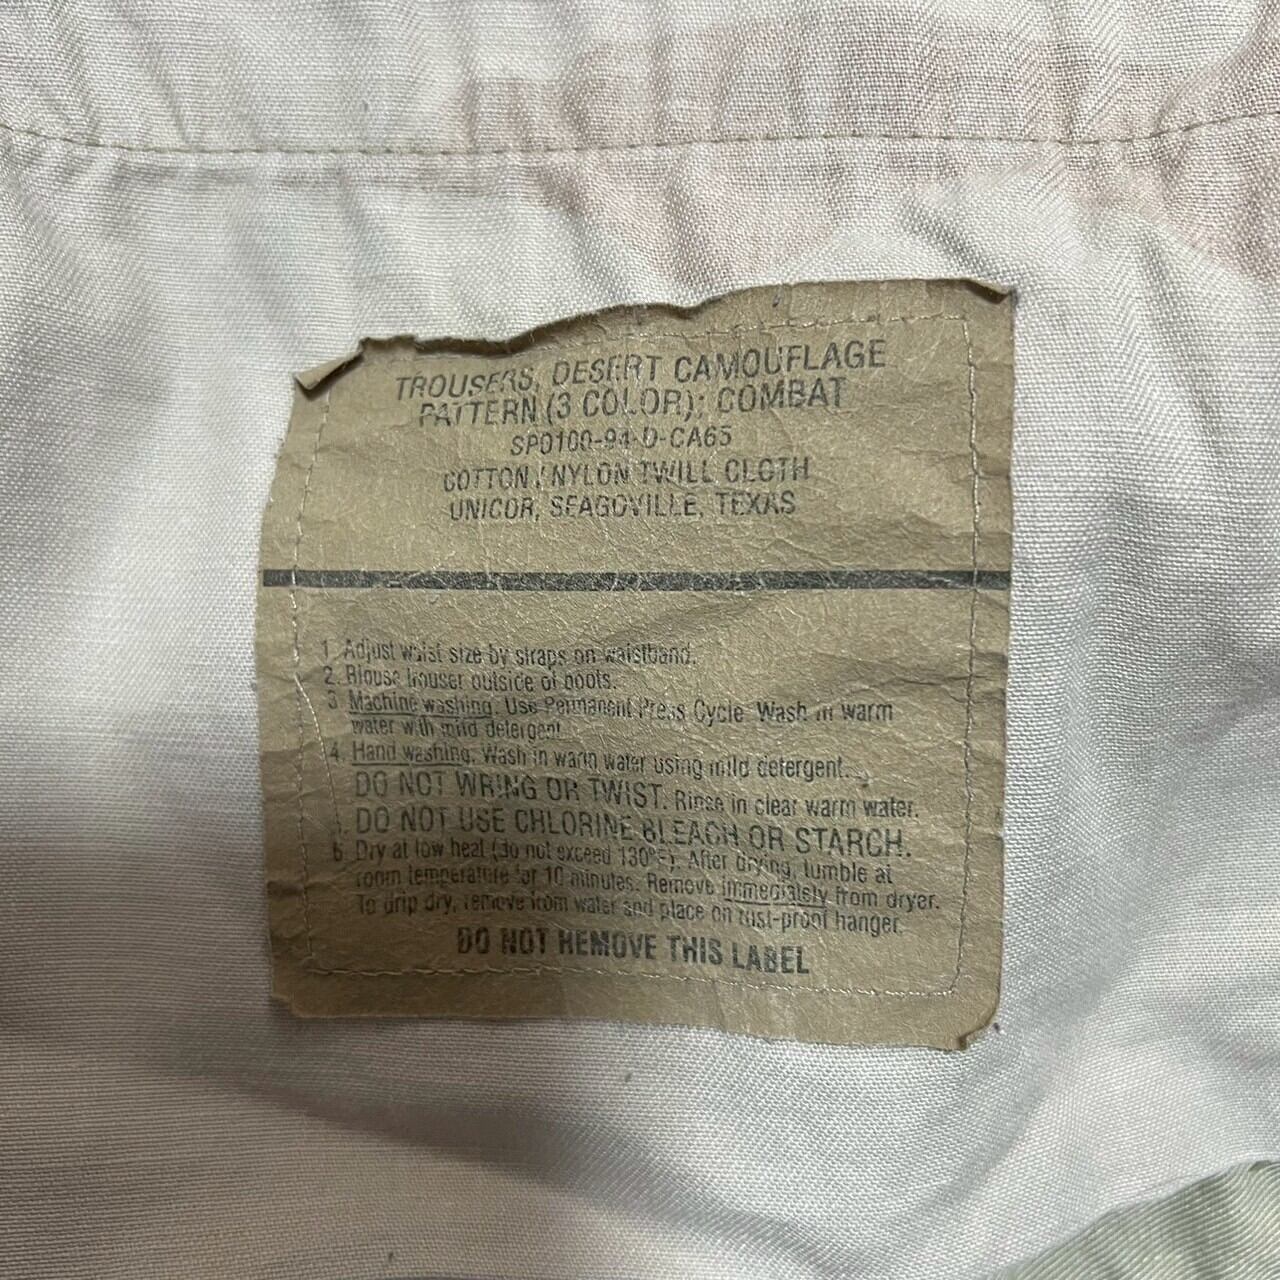 TROUSERS, DESERT CAMOUFLAGE
PATTERN (3 COLOR); COMBAT
SP0100-94-D-CA65
COTTON / NYLON TWILL CLOTH
UNICOR, SEAGOVILLE, TEXAS
1. Adjust waist size by straps on waistband.
2. Blouse trouser outside of boots.
3. Machine washing: Use Permanent Press Cycle. Wash in warm
water with mild detergent.
4. Hand washing: Wash in warm water using mild detergent.
DO NOT WRING OR TWIST. Rinse in clear warm water.
DO NOT USE CHLORINE BLEACH OR STARCH.
6. Dry at low heat (do not exceed 130°F). After drying, tumble at
room temperature for 10 minutes. Remove immediately from dryer.
To drip dry, remove from water and place on rust-proof hanger.
DO NOT REMOVE THIS LABEL